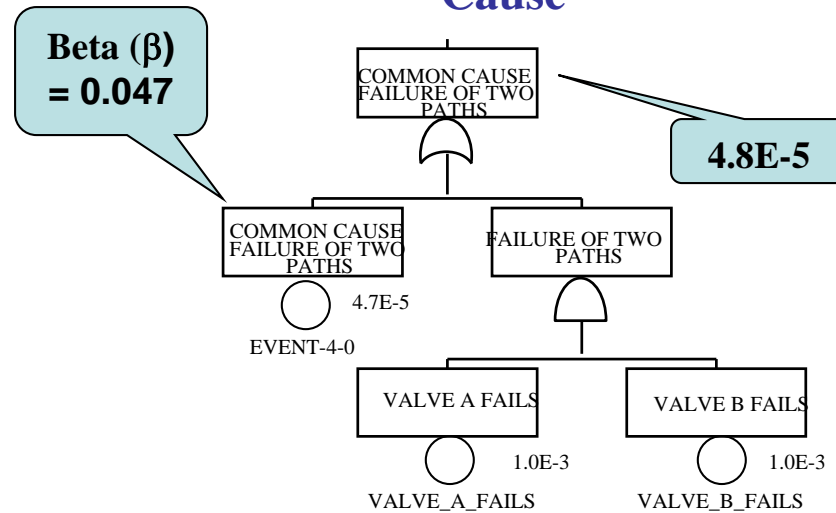 Cause
Beta (β)
= 0.047
COMMON CAUSE
FAILURE OF TWO
PATHS
4.8E-5
COMMON CAUSE
FAILURE OF TWO
PATHS
FAILURE OF TWO
PATHS
4.7E-5
EVENT-4-0
VALVE A FAILS
VALVE B FAILS
1.0E-3
1.0E-3
VALVE_A_FAILS
VALVE_B_FAILS